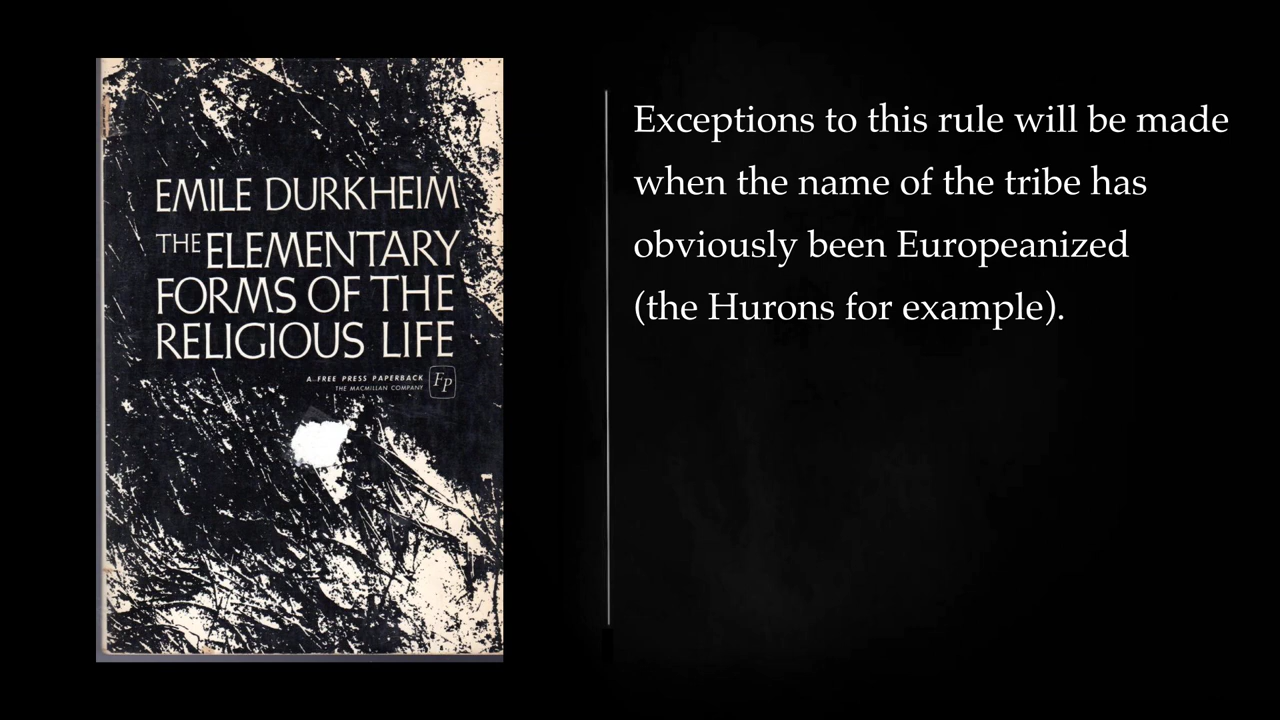 EMILE DURKHEIM
THE ELEMENTARY
FORMS OF THE
RELIGIOUS LIFE
A FREE PRESS PAPERBACK
THE MACMILLAN COMPANY
FP
Exceptions to this rule will be made
when the name of the tribe has
obviously been Europeanized
(the Hurons for example).